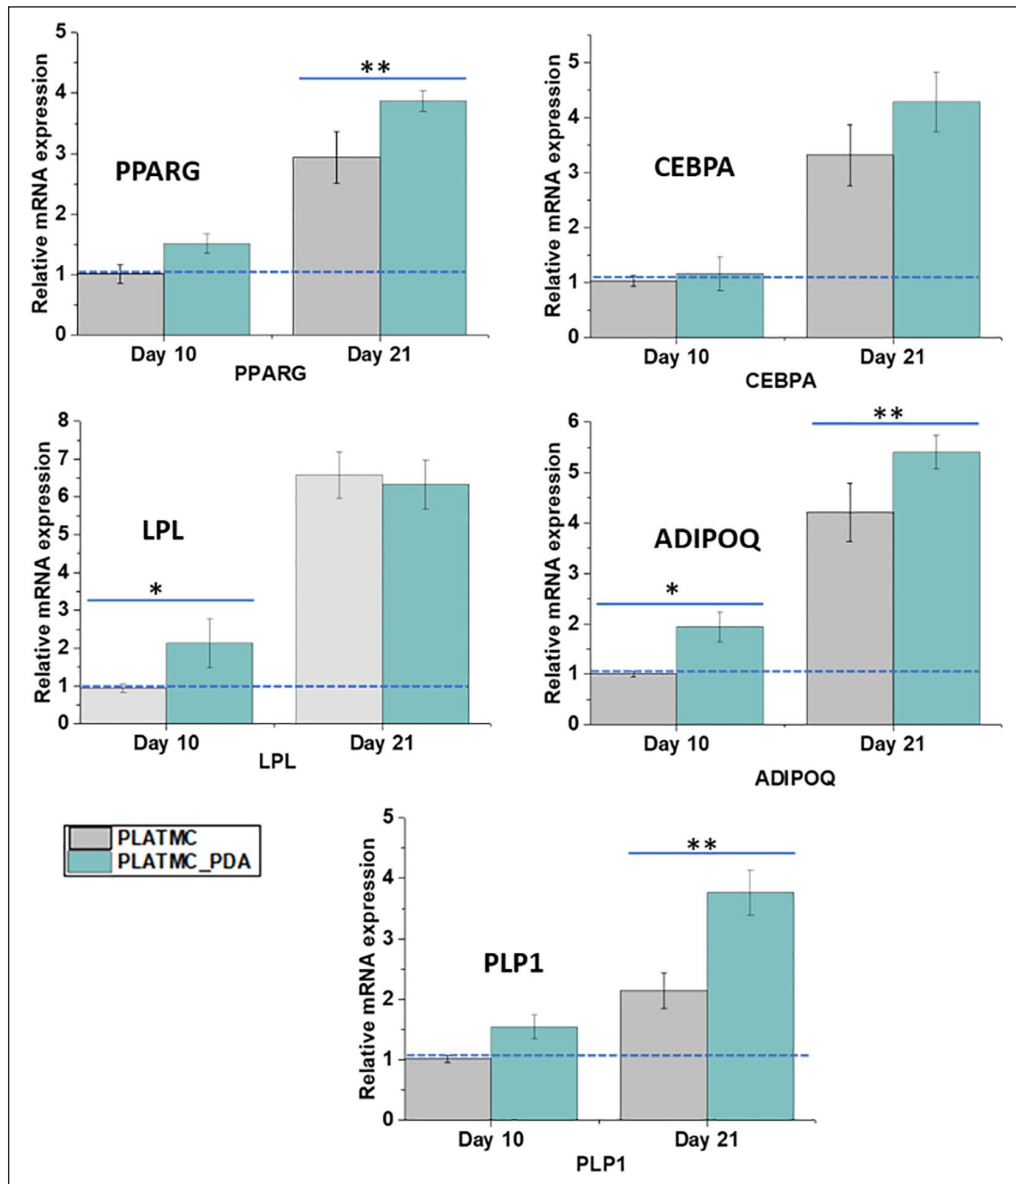 Relative mRNA expression
5
4
3
2
1
0
**
PPARG
Day 10
Day 21
PPARG
Relative mRNA expression
5
4
3
2
1
0
CEBPA
Day 10
Day 21
CEBPA
Relative mRNA expression
8
7
6
5
4
3
2
1
0
LPL
*
Day 10
Day 21
LPL
Relative mRNA expression
6
5
4
3
2
1
0
**
ADIPOQ
*
Day 10
Day 21
ADIPOQ
PLATMC
PLATMC_PDA
Relative mRNA expression
5
4
3
2
1
0
**
PLP1
Day 10
Day 21
PLP1